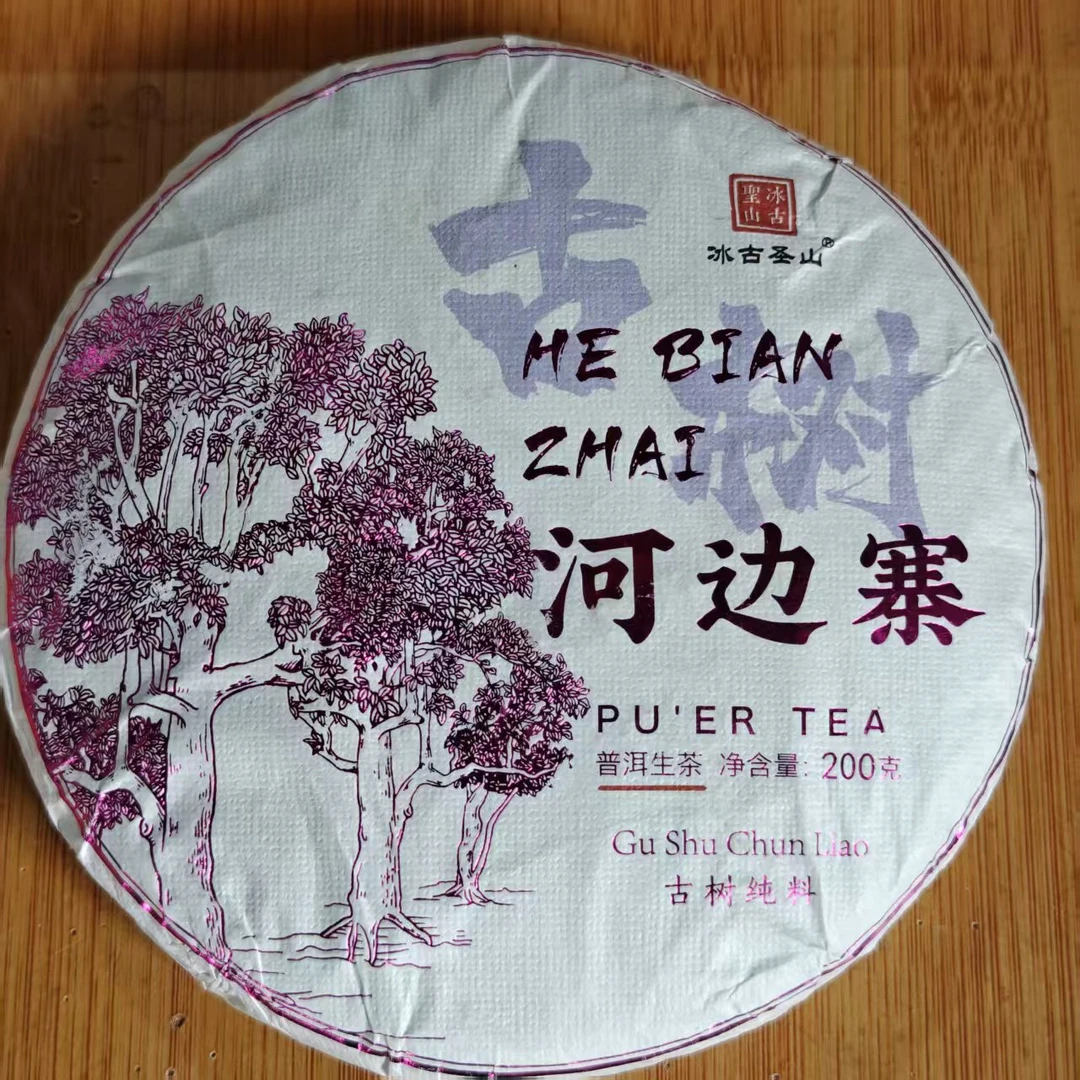 冰古
聖山
冰古圣山®
古树
HE BIAN
ZHAI
河边寨
PU'ER TEA
普洱生茶 净含量: 200克
Gu Shu Chun Liao
古树纯料